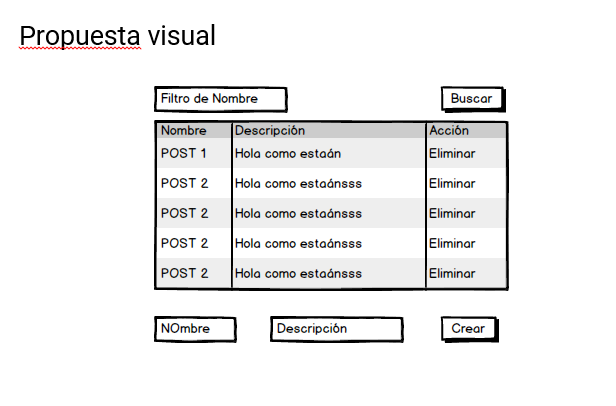 Propuesta visual
Filtro de Nombre Buscar
Nombre Descripción Acción
POST 1 Hola como estaán Eliminar
POST 2 Hola como estaánsss Eliminar
POST 2 Hola como estaánsss Eliminar
POST 2 Hola como estaánsss Eliminar
POST 2 Hola como estaánsss Eliminar
NOmbre Descripción Crear